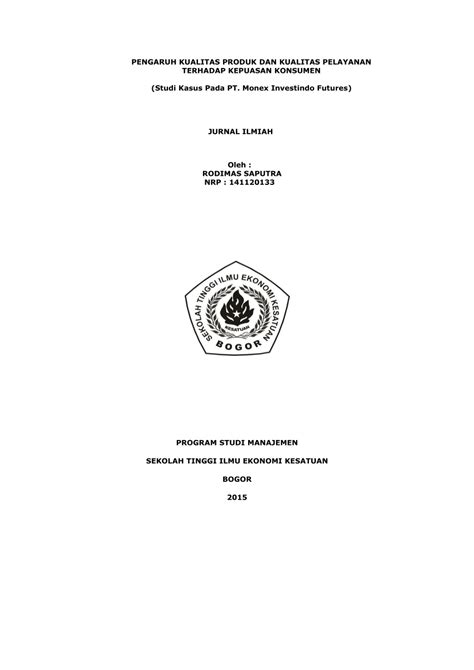 PENGARUH KUALITAS PRODUK DAN KUALITAS PELAYANAN
TERHADAP KEPUASAN KONSUMEN
(Studi Kasus Pada PT. Monex Investindo Futures)
JURNAL ILMIAH
Oleh :
RODIMAS SAPUTRA
NRP : 141120133
SEKOLAH TINGGI ILMU EKONOMI KESATUAN
KESATUAN
BOGOR
PROGRAM STUDI MANAJEMEN
SEKOLAH TINGGI ILMU EKONOMI KESATUAN
BOGOR
2015